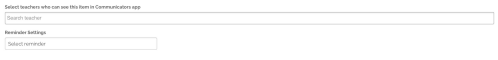 Select teachers who can see this item in Communicators app
Search teacher
Reminder Settings
Select reminder